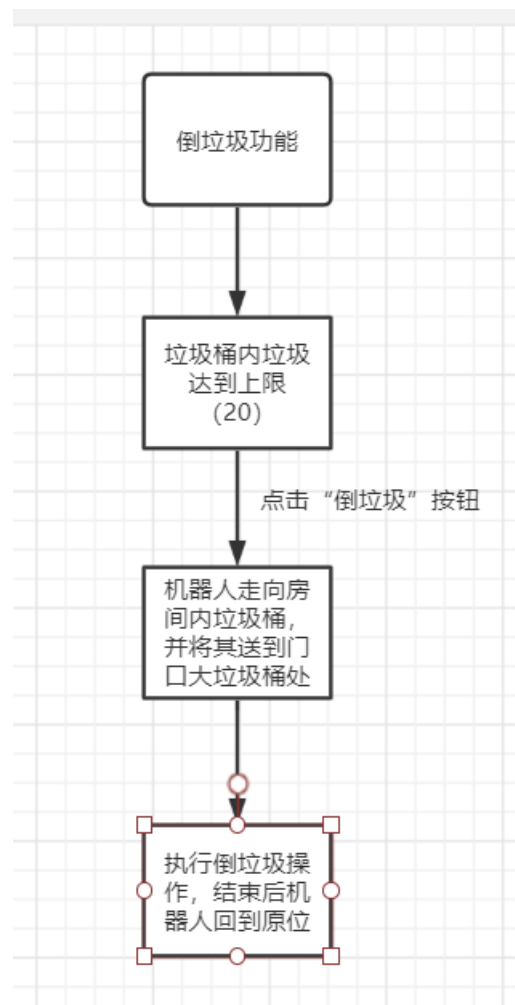 倒垃圾功能
垃圾桶内垃圾
达到上限
（20）
点击“倒垃圾”按钮
机器人走向房
间内垃圾桶，
并将其送到门
口大垃圾桶处
执行倒垃圾操
作，结束后机
器人回到原位